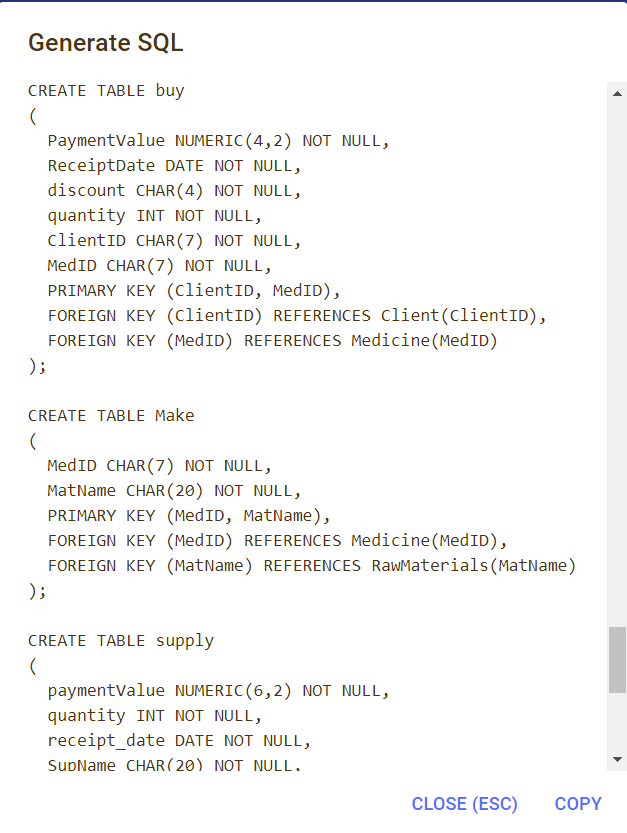 Generate SQL
CREATE TABLE buy
(
  PaymentValue NUMERIC(4,2) NOT NULL,
  ReceiptDate DATE NOT NULL,
  discount CHAR(4) NOT NULL,
  quantity INT NOT NULL,
  ClientID CHAR(7) NOT NULL,
  MedID CHAR(7) NOT NULL,
  PRIMARY KEY (ClientID, MedID),
  FOREIGN KEY (ClientID) REFERENCES Client(ClientID),
  FOREIGN KEY (MedID) REFERENCES Medicine(MedID)
);
CREATE TABLE Make
(
  MedID CHAR(7) NOT NULL,
  MatName CHAR(20) NOT NULL,
  PRIMARY KEY (MedID, MatName),
  FOREIGN KEY (MedID) REFERENCES Medicine(MedID),
  FOREIGN KEY (MatName) REFERENCES RawMaterials(MatName)
);
CREATE TABLE supply
(
  paymentValue NUMERIC(6,2) NOT NULL,
  quantity INT NOT NULL,
  receipt_date DATE NOT NULL,
  SupName CHAR(20) NOT NULL,
CLOSE (ESC) COPY